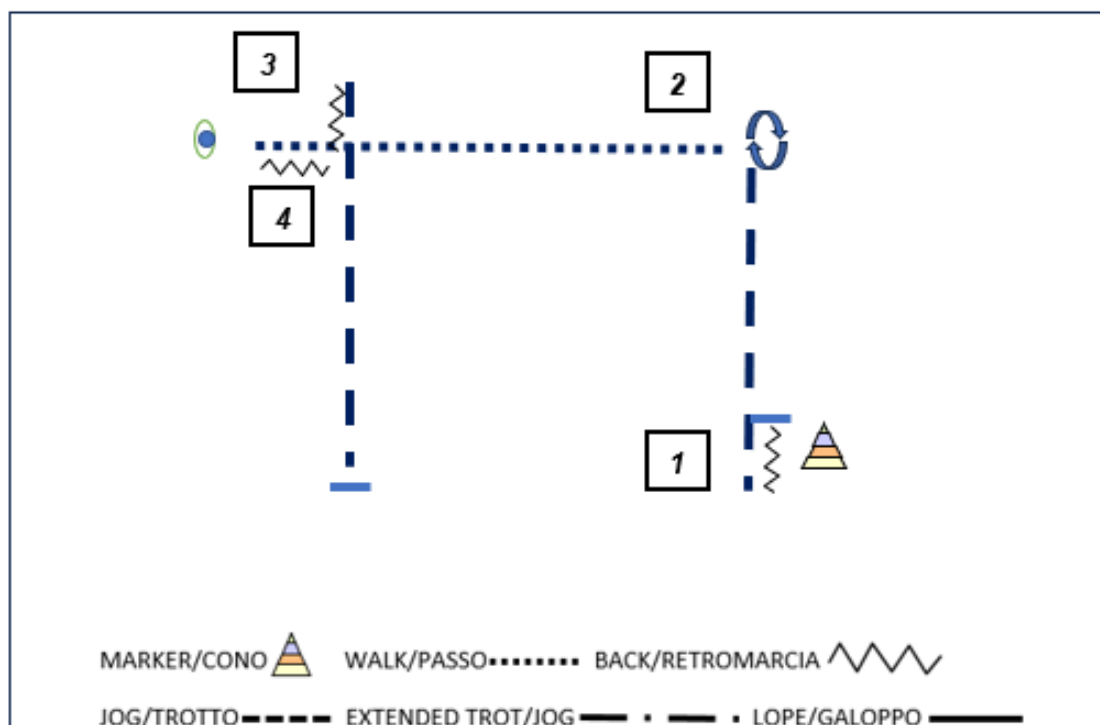 3
2
4
1
MARKER/CONO WALK/PASSO BACK/RETROMARCIA
JOG/TROTTO EXTENDED TROT/JOG LOPE/GALOPPO